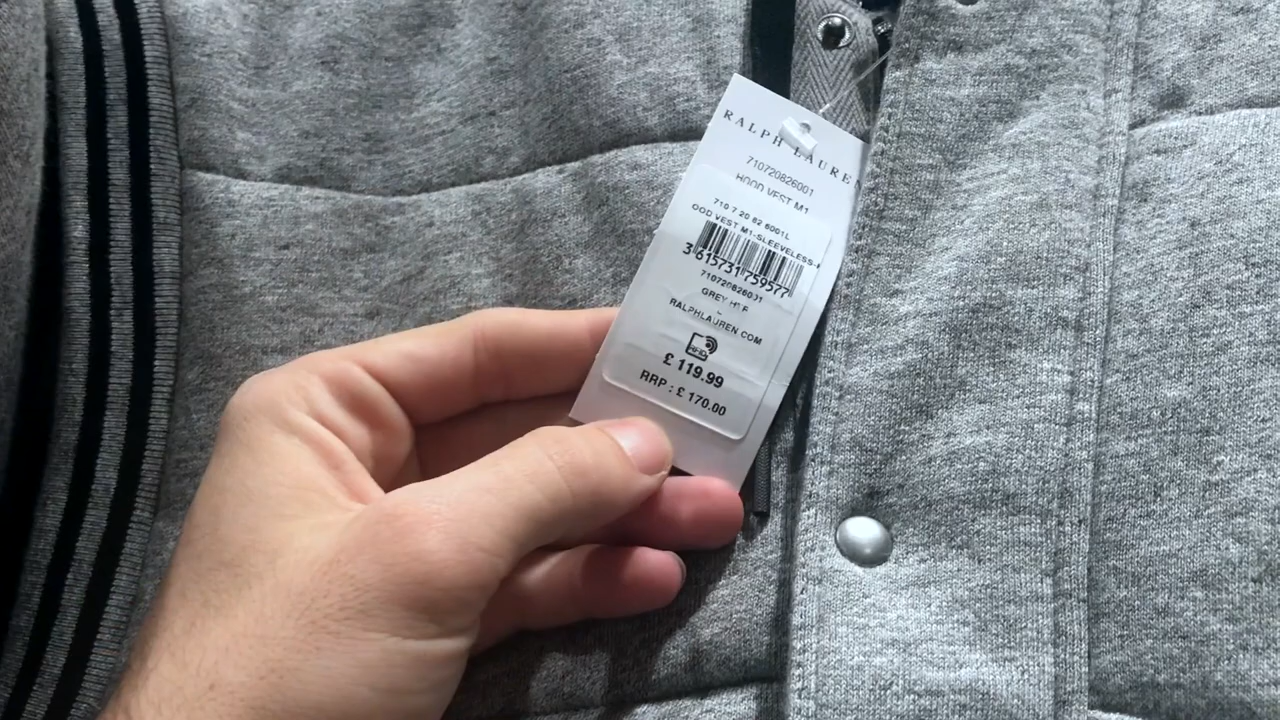 RALPH LAUREN
710720826001
HOOD VEST M1
710 7 20 82 6001L
OOD VEST M1-SLEEVELESS-
3 615731 759577
710720826001
GREY
L
RALPHLAUREN.COM
RFID
£ 119.99
RRP : £ 170.00